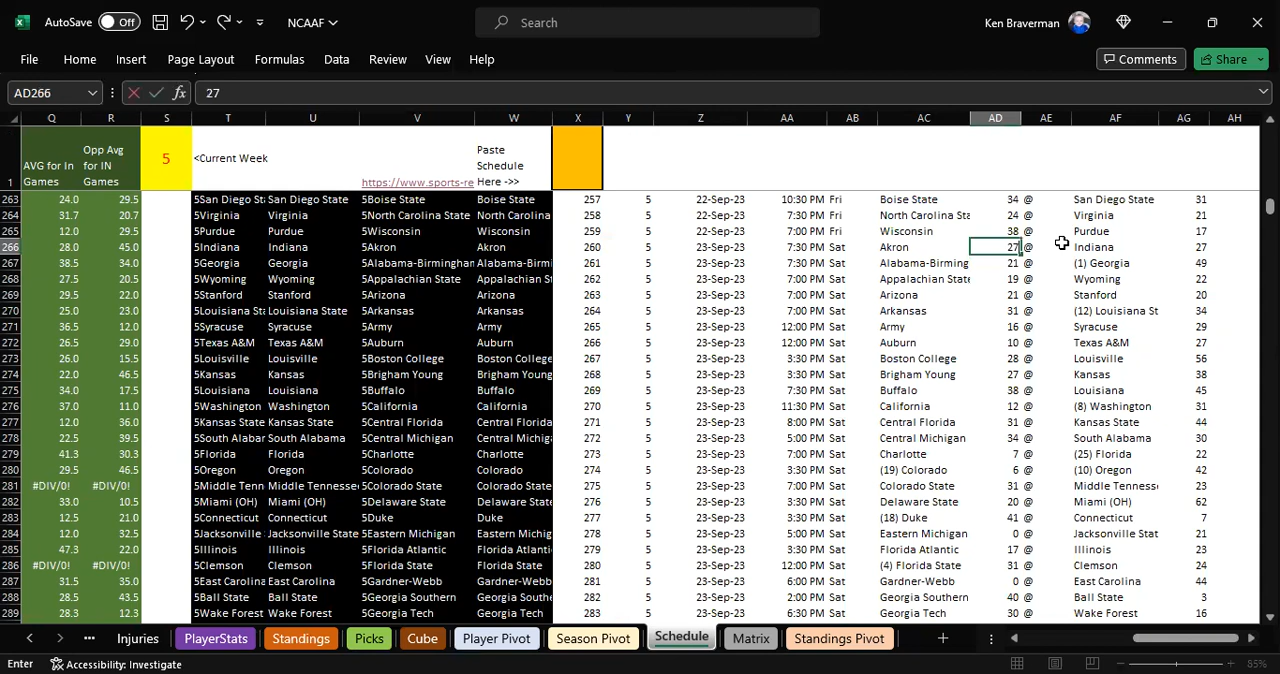 AutoSave Off NCAAF Search Ken Braverman
File Home Insert Page Layout Formulas Data Review View Help Comments Share
AD266 fx 27
Q R S T U V W X Y Z AA AB AC AD AE AF AG AH
1 AVG for In Games Opp Avg for IN Games 5 <Current Week https://www.sports-re Paste Schedule Here ->>
263 24.0 29.5 5San Diego St San Diego State 5Boise State Boise State 257 5 22-Sep-23 10:30 PM Fri Boise State 34 @ San Diego State 31
264 31.7 20.7 5Virginia Virginia 5North Carolina State North Carolina State 258 5 22-Sep-23 7:30 PM Fri North Carolina Sta 24 @ Virginia 21
265 12.0 29.5 5Purdue Purdue 5Wisconsin Wisconsin 259 5 22-Sep-23 7:00 PM Fri Wisconsin 38 @ Purdue 17
266 28.0 45.0 5Indiana Indiana 5Akron Akron 260 5 23-Sep-23 7:30 PM Sat Akron 27 @ Indiana 27
267 38.5 34.0 5Georgia Georgia 5Alabama-Birmingham Alabama-Birm 261 5 23-Sep-23 7:30 PM Sat Alabama-Birming 21 @ (1) Georgia 49
268 27.5 20.5 5Wyoming Wyoming 5Appalachian State Appalachian S 262 5 23-Sep-23 7:00 PM Sat Appalachian State 19 @ Wyoming 22
269 29.5 22.0 5Stanford Stanford 5Arizona Arizona 263 5 23-Sep-23 7:00 PM Sat Arizona 21 @ Stanford 20
270 25.0 23.0 5Louisiana Sta Louisiana State 5Arkansas Arkansas 264 5 23-Sep-23 7:00 PM Sat Arkansas 31 @ (12) Louisiana St 34
271 36.5 12.0 5Syracuse Syracuse 5Army Army 265 5 23-Sep-23 12:00 PM Sat Army 16 @ Syracuse 29
272 26.5 29.0 5Texas A&M Texas A&M 5Auburn Auburn 266 5 23-Sep-23 12:00 PM Sat Auburn 10 @ Texas A&M 27
273 26.0 15.5 5Louisville Louisville 5Boston College Boston College 267 5 23-Sep-23 3:30 PM Sat Boston College 28 @ Louisville 56
274 22.0 46.5 5Kansas Kansas 5Brigham Young Brigham Young 268 5 23-Sep-23 3:30 PM Sat Brigham Young 27 @ Kansas 38
275 34.0 17.5 5Louisiana Louisiana 5Buffalo Buffalo 269 5 23-Sep-23 7:30 PM Sat Buffalo 38 @ Louisiana 45
276 37.0 11.0 5Washington Washington 5California California 270 5 23-Sep-23 11:30 PM Sat California 12 @ (8) Washington 31
277 12.0 36.0 5Kansas State Kansas State 5Central Florida Central Florida 271 5 23-Sep-23 8:00 PM Sat Central Florida 31 @ Kansas State 44
278 22.5 39.5 5South Alabam South Alabama 5Central Michigan Central Michig 272 5 23-Sep-23 5:00 PM Sat Central Michigan 34 @ South Alabama 30
279 41.3 30.3 5Florida Florida 5Charlotte Charlotte 273 5 23-Sep-23 7:00 PM Sat Charlotte 7 @ (25) Florida 22
280 29.5 46.5 5Oregon Oregon 5Colorado Colorado 274 5 23-Sep-23 3:30 PM Sat (19) Colorado 6 @ (10) Oregon 42
281 #DIV/0! #DIV/0! 5Middle Tenn Middle Tennesse 5Colorado State Colorado State 275 5 23-Sep-23 7:00 PM Sat Colorado State 31 @ Middle Tennesse 23
282 33.0 10.5 5Miami (OH) Miami (OH) 5Delaware State Delaware State 276 5 23-Sep-23 3:30 PM Sat Delaware State 20 @ Miami (OH) 62
283 12.5 21.0 5Connecticut Connecticut 5Duke Duke 277 5 23-Sep-23 3:30 PM Sat (18) Duke 41 @ Connecticut 7
284 12.0 32.5 5Jacksonville Jacksonville State 5Eastern Michigan Eastern Michig 278 5 23-Sep-23 5:00 PM Sat Eastern Michigan 0 @ Jacksonville Stat 21
285 47.3 22.0 5Illinois Illinois 5Florida Atlantic Florida Atlantic 279 5 23-Sep-23 3:30 PM Sat Florida Atlantic 17 @ Illinois 23
286 #DIV/0! #DIV/0! 5Clemson Clemson 5Florida State Florida State 280 5 23-Sep-23 12:00 PM Sat (4) Florida State 31 @ Clemson 24
287 31.5 35.0 5East Carolina East Carolina 5Gardner-Webb Gardner-Webb 281 5 23-Sep-23 6:00 PM Sat Gardner-Webb 0 @ East Carolina 44
288 28.5 43.5 5Ball State Ball State 5Georgia Southern Georgia South 282 5 23-Sep-23 2:00 PM Sat Georgia Southern 40 @ Ball State 3
289 28.3 12.3 5Wake Forest Wake Forest 5Georgia Tech Georgia Tech 283 5 23-Sep-23 6:30 PM Sat Georgia Tech 30 @ Wake Forest 16
Injuries PlayerStats Standings Picks Cube Player Pivot Season Pivot Schedule Matrix Standings Pivot
Enter Accessibility: Investigate 85%